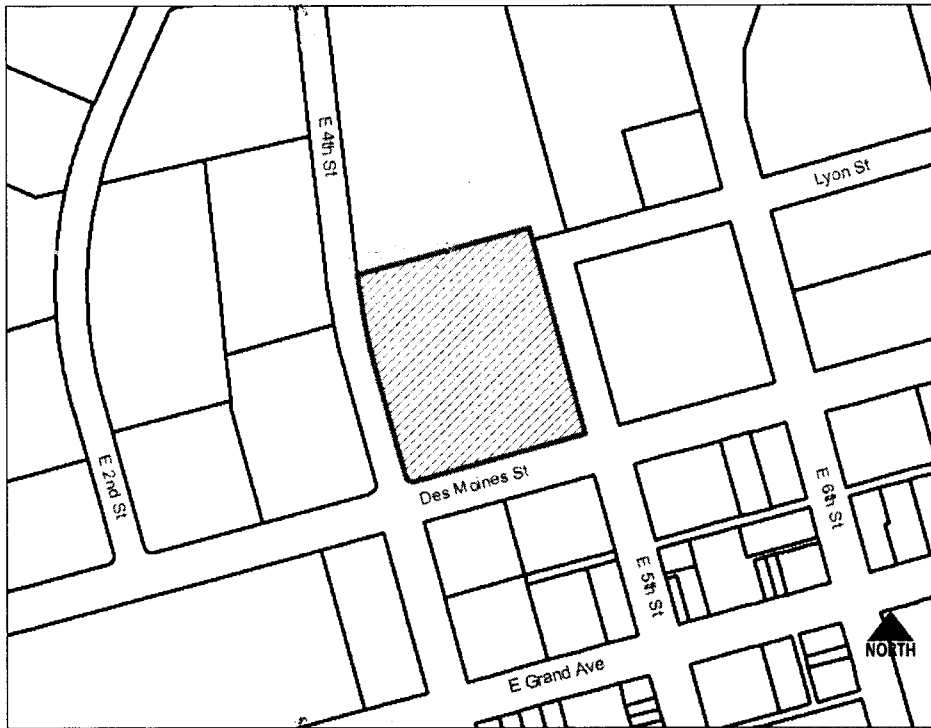 E 4th St
Lyon St
E 2nd St
Des Moines St
E 6th St
E 5th St
NORTH
E Grand Ave